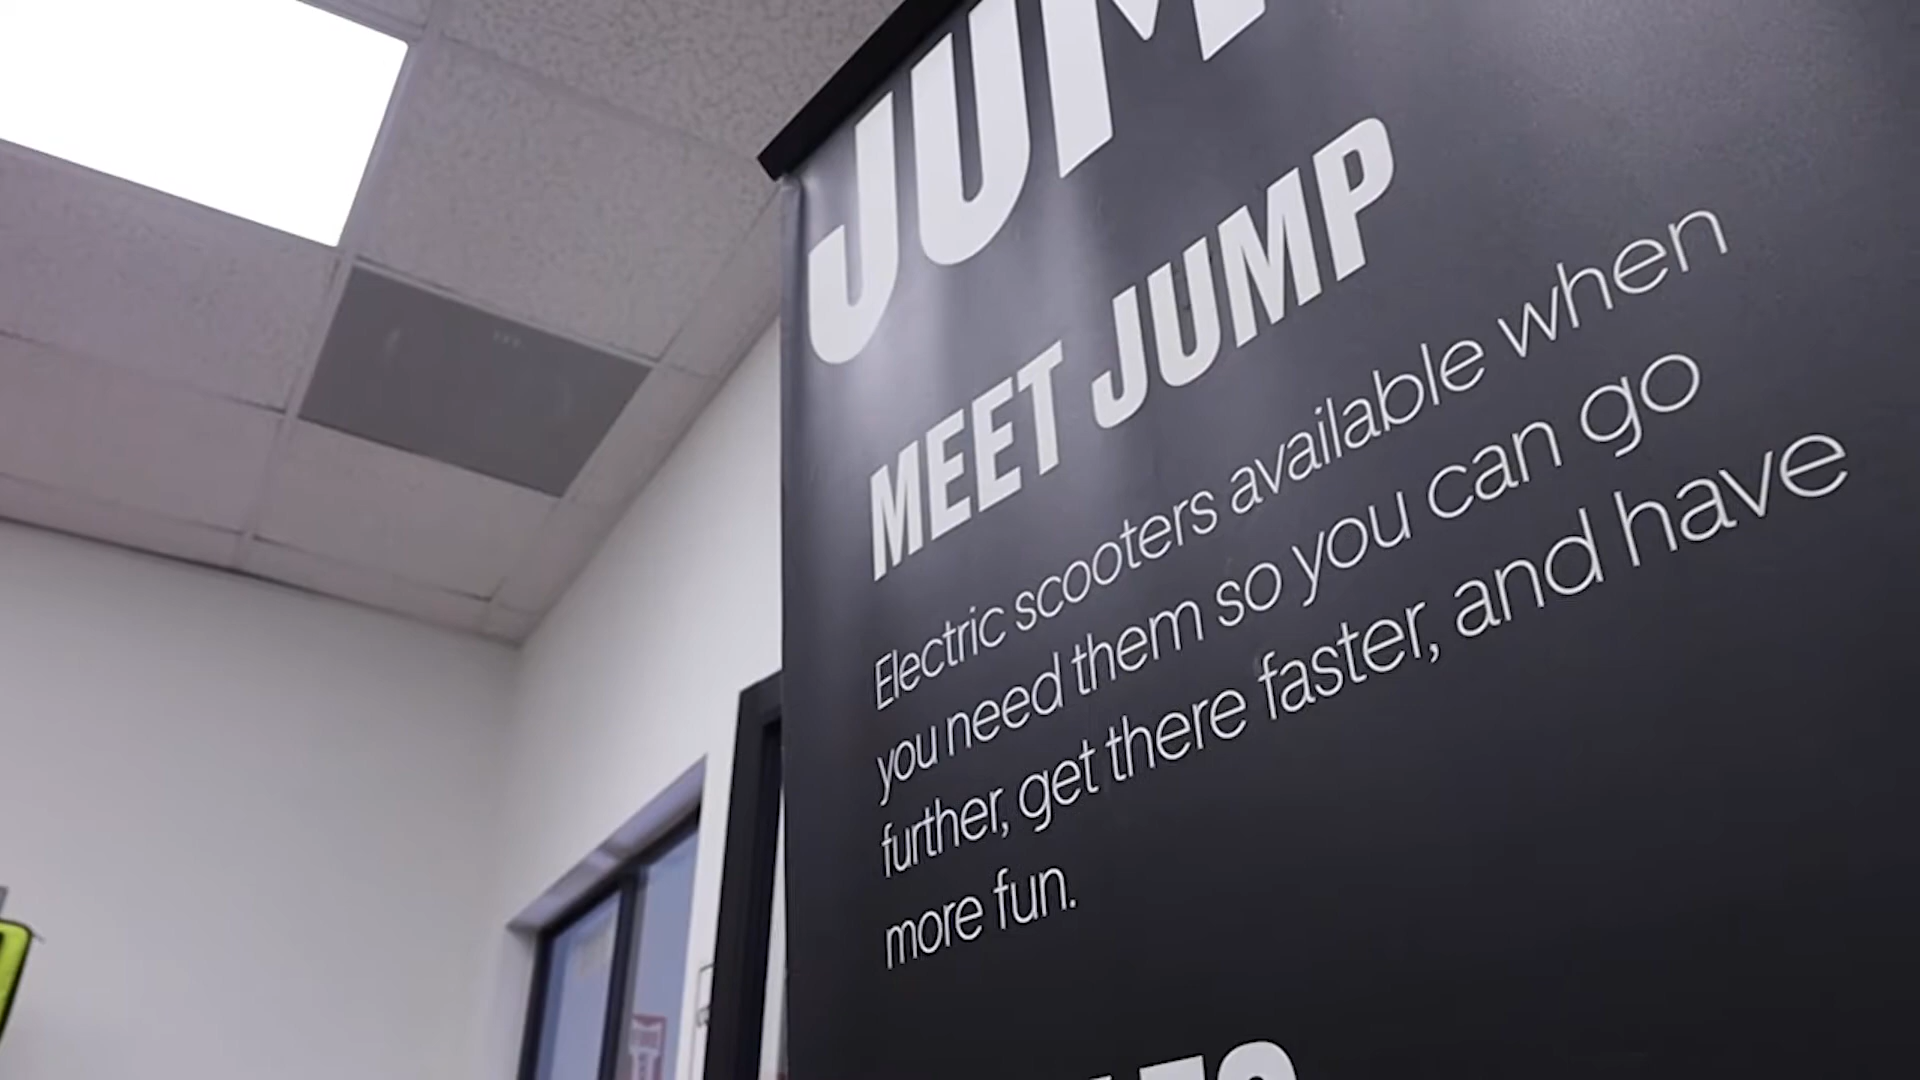 JUM
MEET JUMP
Electric scooters available when
you need them so you can go
further, get there faster, and have
more fun.